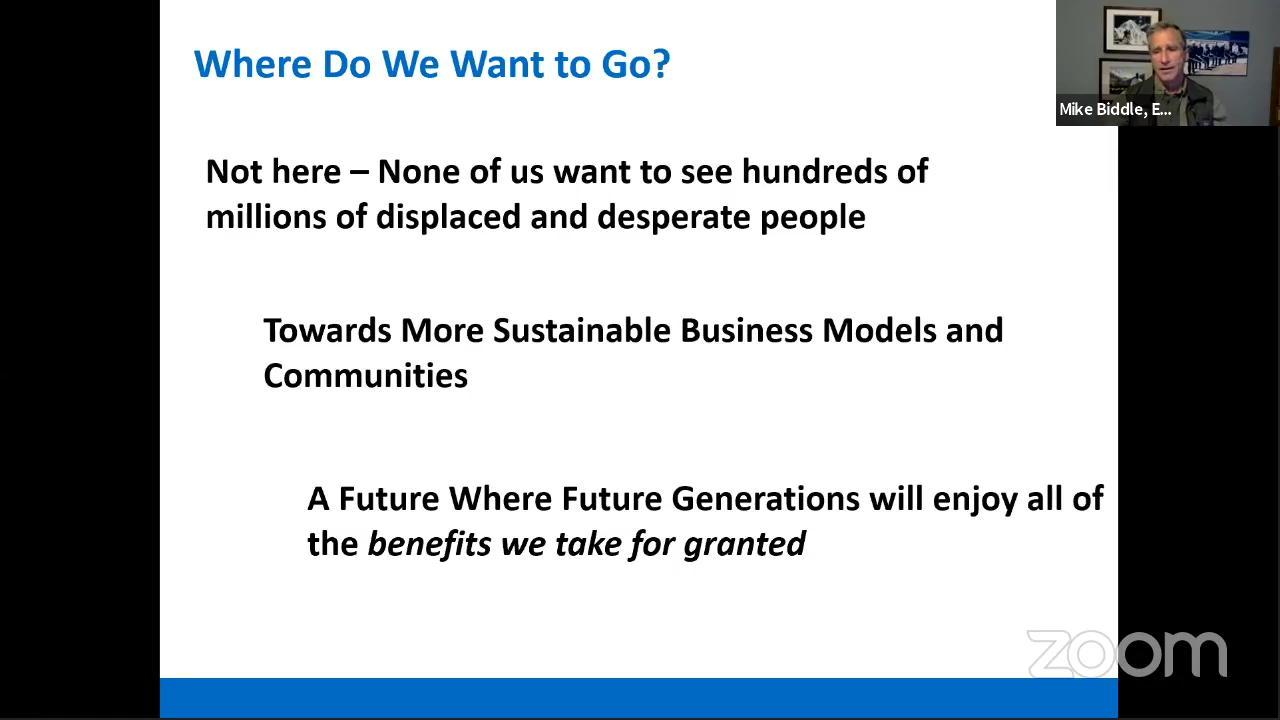 Where Do We Want to Go?
Mike Biddle, E...
Not here – None of us want to see hundreds of
millions of displaced and desperate people
Towards More Sustainable Business Models and
Communities
A Future Where Future Generations will enjoy all of
the benefits we take for granted
zoom